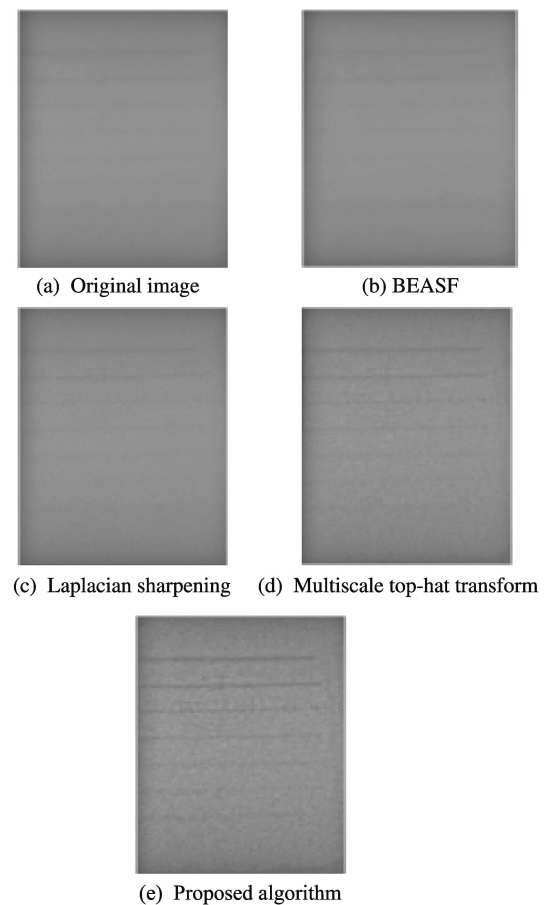 (a) Original image
(b) BEASF
(c) Laplacian sharpening
(d) Multiscale top-hat transform
(e) Proposed algorithm